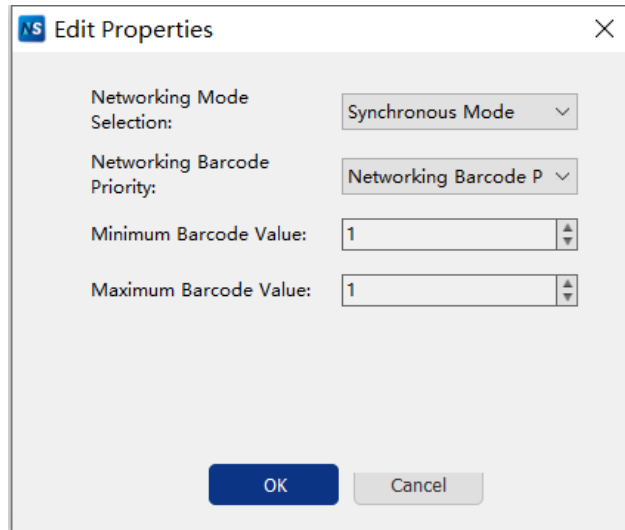 NS Edit Properties
Networking Mode
Selection:
Synchronous Mode
Networking Barcode
Priority:
Networking Barcode P
Minimum Barcode Value:
1
Maximum Barcode Value:
1
OK
Cancel